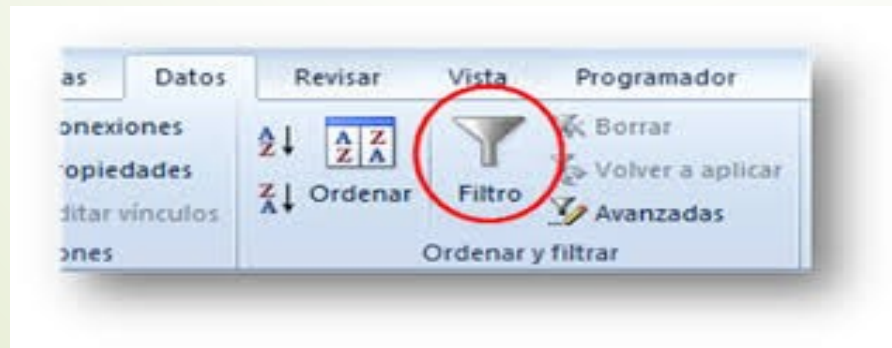 as Datos Revisar Vista Programador
onexiones
opiedades
ditar vínculos
ones
Ordenar
Filtro
Borrar
Volver a aplicar
Avanzadas
Ordenar y filtrar